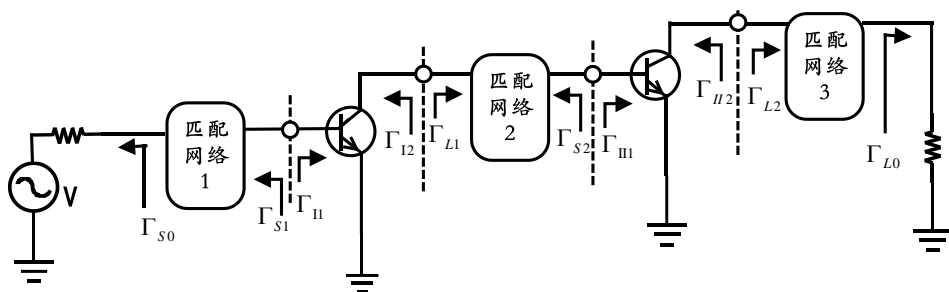 匹配
网络
1
匹配
网络
2
匹配
网络
3
V
Γ_{S0}
Γ_{S1}
Γ_{I1}
Γ_{I2}
Γ_{L1}
Γ_{S2}
Γ_{II1}
Γ_{II2}
Γ_{L2}
Γ_{L0}